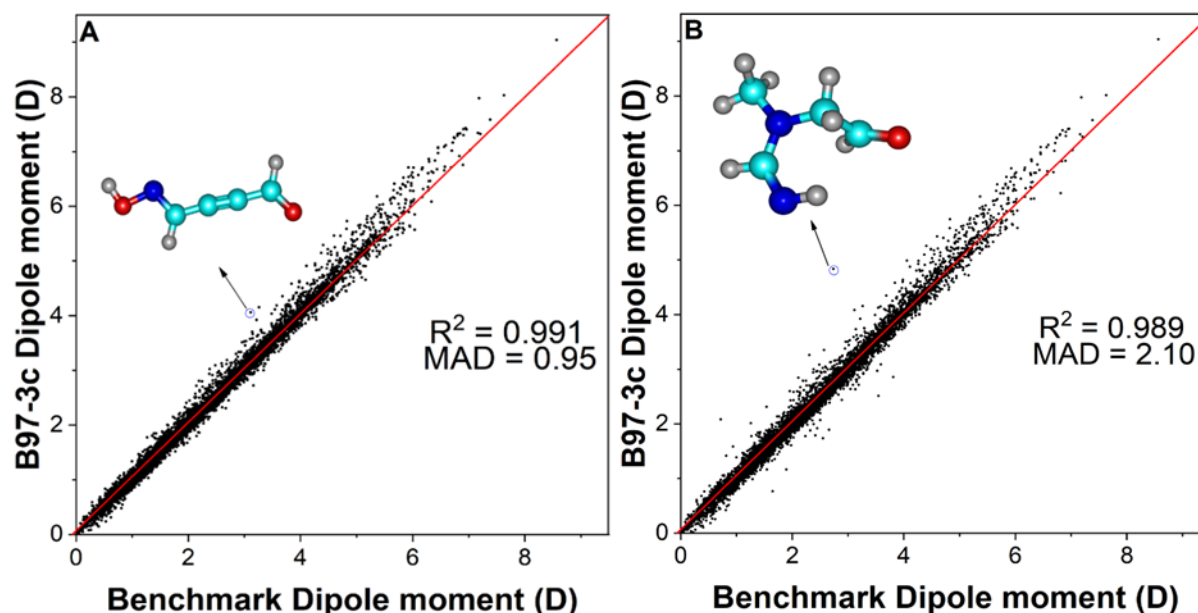 A
B97-3c Dipole moment (D)
8
6
4
2
0
R² = 0.991
MAD = 0.95
0 2 4 6 8
Benchmark Dipole moment (D)
B
B97-3c Dipole moment (D)
8
6
4
2
0
R² = 0.989
MAD = 2.10
0 2 4 6 8
Benchmark Dipole moment (D)